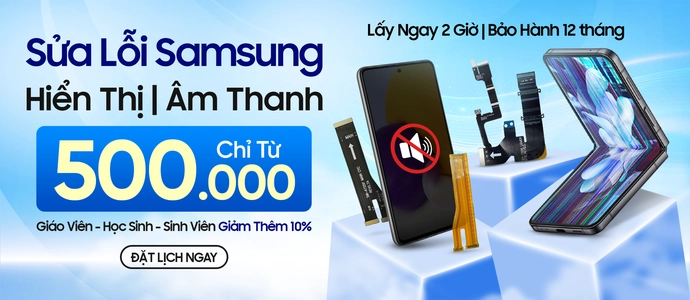 Sửa Lỗi Samsung
Hiển Thị | Âm Thanh
Chỉ Từ
500.000
Giáo Viên - Học Sinh - Sinh Viên Giảm Thêm 10%
ĐẶT LỊCH NGAY
Lấy Ngay 2 Giờ | Bảo Hành 12 tháng